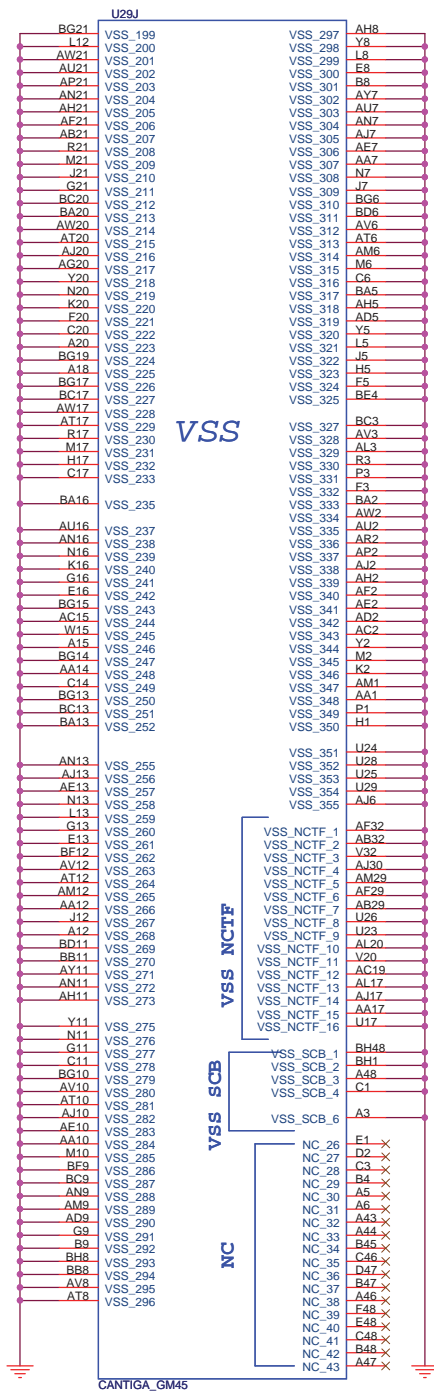 U29J
BG21 VSS_199
L12 VSS_200
AW21 VSS_201
AU21 VSS_202
AP21 VSS_203
AN21 VSS_204
AH21 VSS_205
AF21 VSS_206
AB21 VSS_207
R21 VSS_208
M21 VSS_209
J21 VSS_210
G21 VSS_211
BC20 VSS_212
BA20 VSS_213
AW20 VSS_214
AT20 VSS_215
AJ20 VSS_216
AG20 VSS_217
Y20 VSS_218
N20 VSS_219
K20 VSS_220
F20 VSS_221
C20 VSS_222
A20 VSS_223
BG19 VSS_224
A18 VSS_225
BG17 VSS_226
BC17 VSS_227
AW17 VSS_228
AT17 VSS_229
R17 VSS_230
M17 VSS_231
H17 VSS_232
C17 VSS_233
BA16 VSS_235
AU16 VSS_237
AN16 VSS_238
N16 VSS_239
K16 VSS_240
G16 VSS_241
E16 VSS_242
BG15 VSS_243
AC15 VSS_244
W15 VSS_245
A15 VSS_246
BG14 VSS_247
AA14 VSS_248
C14 VSS_249
BG13 VSS_250
BC13 VSS_251
BA13 VSS_252
AN13 VSS_255
AJ13 VSS_256
AE13 VSS_257
N13 VSS_258
L13 VSS_259
G13 VSS_260
E13 VSS_261
BF12 VSS_262
AV12 VSS_263
AT12 VSS_264
AM12 VSS_265
AA12 VSS_266
J12 VSS_267
A12 VSS_268
BD11 VSS_269
BB11 VSS_270
AY11 VSS_271
AN11 VSS_272
AH11 VSS_273
Y11 VSS_275
N11 VSS_276
G11 VSS_277
C11 VSS_278
BG10 VSS_279
AV10 VSS_280
AT10 VSS_281
AJ10 VSS_282
AE10 VSS_283
AA10 VSS_284
M10 VSS_285
BF9 VSS_286
BC9 VSS_287
AN9 VSS_288
AM9 VSS_289
AD9 VSS_290
G9 VSS_291
B9 VSS_292
BH8 VSS_293
BB8 VSS_294
AV8 VSS_295
AT8 VSS_296
VSS
VSS_297 AH8
VSS_298 Y8
VSS_299 L8
VSS_300 E8
VSS_301 B8
VSS_302 AY7
VSS_303 AU7
VSS_304 AN7
VSS_305 AJ7
VSS_306 AE7
VSS_307 AA7
VSS_308 N7
VSS_309 J7
VSS_310 BG6
VSS_311 BD6
VSS_312 AV6
VSS_313 AT6
VSS_314 AM6
VSS_315 M6
VSS_316 C6
VSS_317 BA5
VSS_318 AH5
VSS_319 AD5
VSS_320 Y5
VSS_321 L5
VSS_322 J5
VSS_323 H5
VSS_324 F5
VSS_325 BE4
VSS_327 BC3
VSS_328 AV3
VSS_329 AL3
VSS_330 R3
VSS_331 P3
VSS_332 F3
VSS_333 BA2
VSS_334 AW2
VSS_335 AU2
VSS_336 AR2
VSS_337 AP2
VSS_338 AJ2
VSS_339 AH2
VSS_340 AF2
VSS_341 AE2
VSS_342 AD2
VSS_343 AC2
VSS_344 Y2
VSS_345 M2
VSS_346 K2
VSS_347 AM1
VSS_348 AA1
VSS_349 P1
VSS_350 H1
VSS_351 U24
VSS_352 U28
VSS_353 U25
VSS_354 U29
VSS_355 AJ6
VSS NCTF
VSS_NCTF_1 AF32
VSS_NCTF_2 AB32
VSS_NCTF_3 V32
VSS_NCTF_4 AJ30
VSS_NCTF_5 AM29
VSS_NCTF_6 AF29
VSS_NCTF_7 AB29
VSS_NCTF_8 U26
VSS_NCTF_9 U23
VSS_NCTF_10 AL20
VSS_NCTF_11 V20
VSS_NCTF_12 AC19
VSS_NCTF_13 AL17
VSS_NCTF_14 AJ17
VSS_NCTF_15 AA17
VSS_NCTF_16 U17
VSS SCB
VSS_SCB_1 BH48
VSS_SCB_2 BH1
VSS_SCB_3 A48
VSS_SCB_4 C1
VSS_SCB_6 A3
NC
NC_26 E1
NC_27 D2
NC_28 C3
NC_29 B4
NC_30 A5
NC_31 A6
NC_32 A43
NC_33 A44
NC_34 B45
NC_35 C46
NC_36 D47
NC_37 B47
NC_38 A46
NC_39 F48
NC_40 E48
NC_41 C48
NC_42 B48
NC_43 A47
CANTIGA_GM45